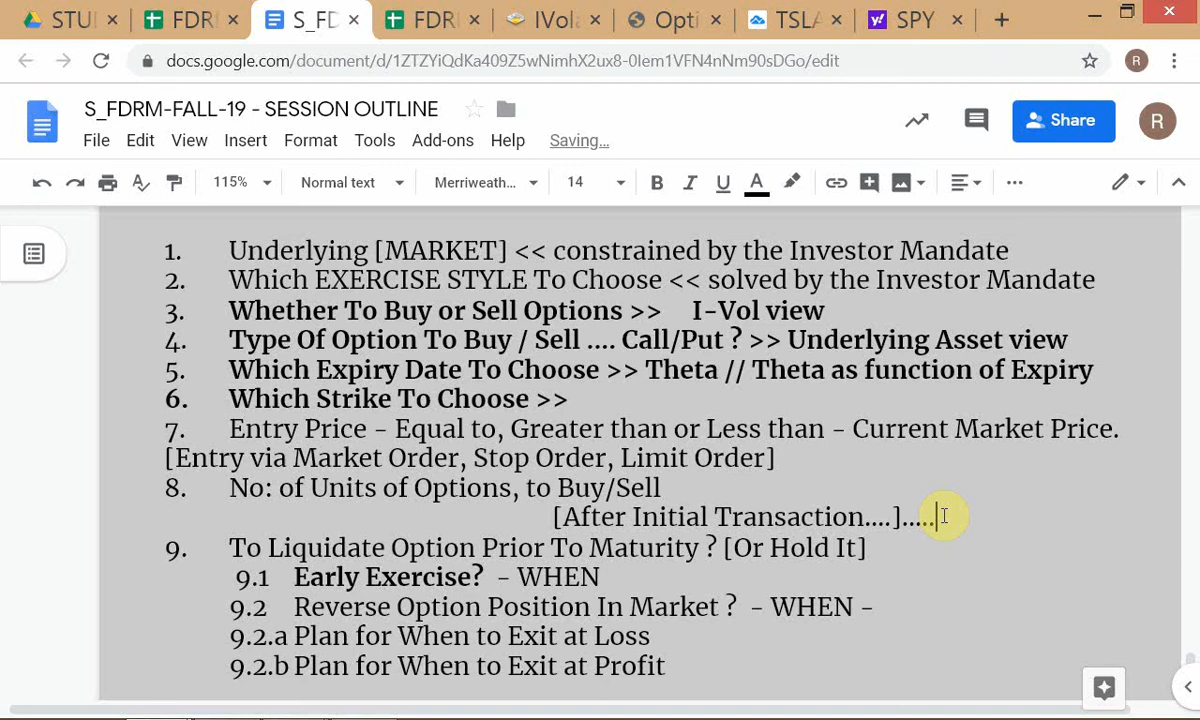 STU
FDR
S_FD
FDR
IVola
Opti
TSLA
SPY
docs.google.com/document/d/1ZTZYiQdKa409Z5wNimhX2ux8-0Iem1VFN4nNm90sDGo/edit
R
S_FDRM-FALL-19 - SESSION OUTLINE
File Edit View Insert Format Tools Add-ons Help Saving...
Share
R
115% Normal text Merriweath... 14 B I U A
1. Underlying [MARKET] << constrained by the Investor Mandate
2. Which EXERCISE STYLE To Choose << solved by the Investor Mandate
3. Whether To Buy or Sell Options >> I-Vol view
4. Type Of Option To Buy / Sell .... Call/Put ? >> Underlying Asset view
5. Which Expiry Date To Choose >> Theta // Theta as function of Expiry
6. Which Strike To Choose >>
7. Entry Price - Equal to, Greater than or Less than - Current Market Price.
[Entry via Market Order, Stop Order, Limit Order]
8. No: of Units of Options, to Buy/Sell
[After Initial Transaction....].....
9. To Liquidate Option Prior To Maturity ? [Or Hold It]
9.1 Early Exercise? - WHEN
9.2 Reverse Option Position In Market ? - WHEN -
9.2.a Plan for When to Exit at Loss
9.2.b Plan for When to Exit at Profit